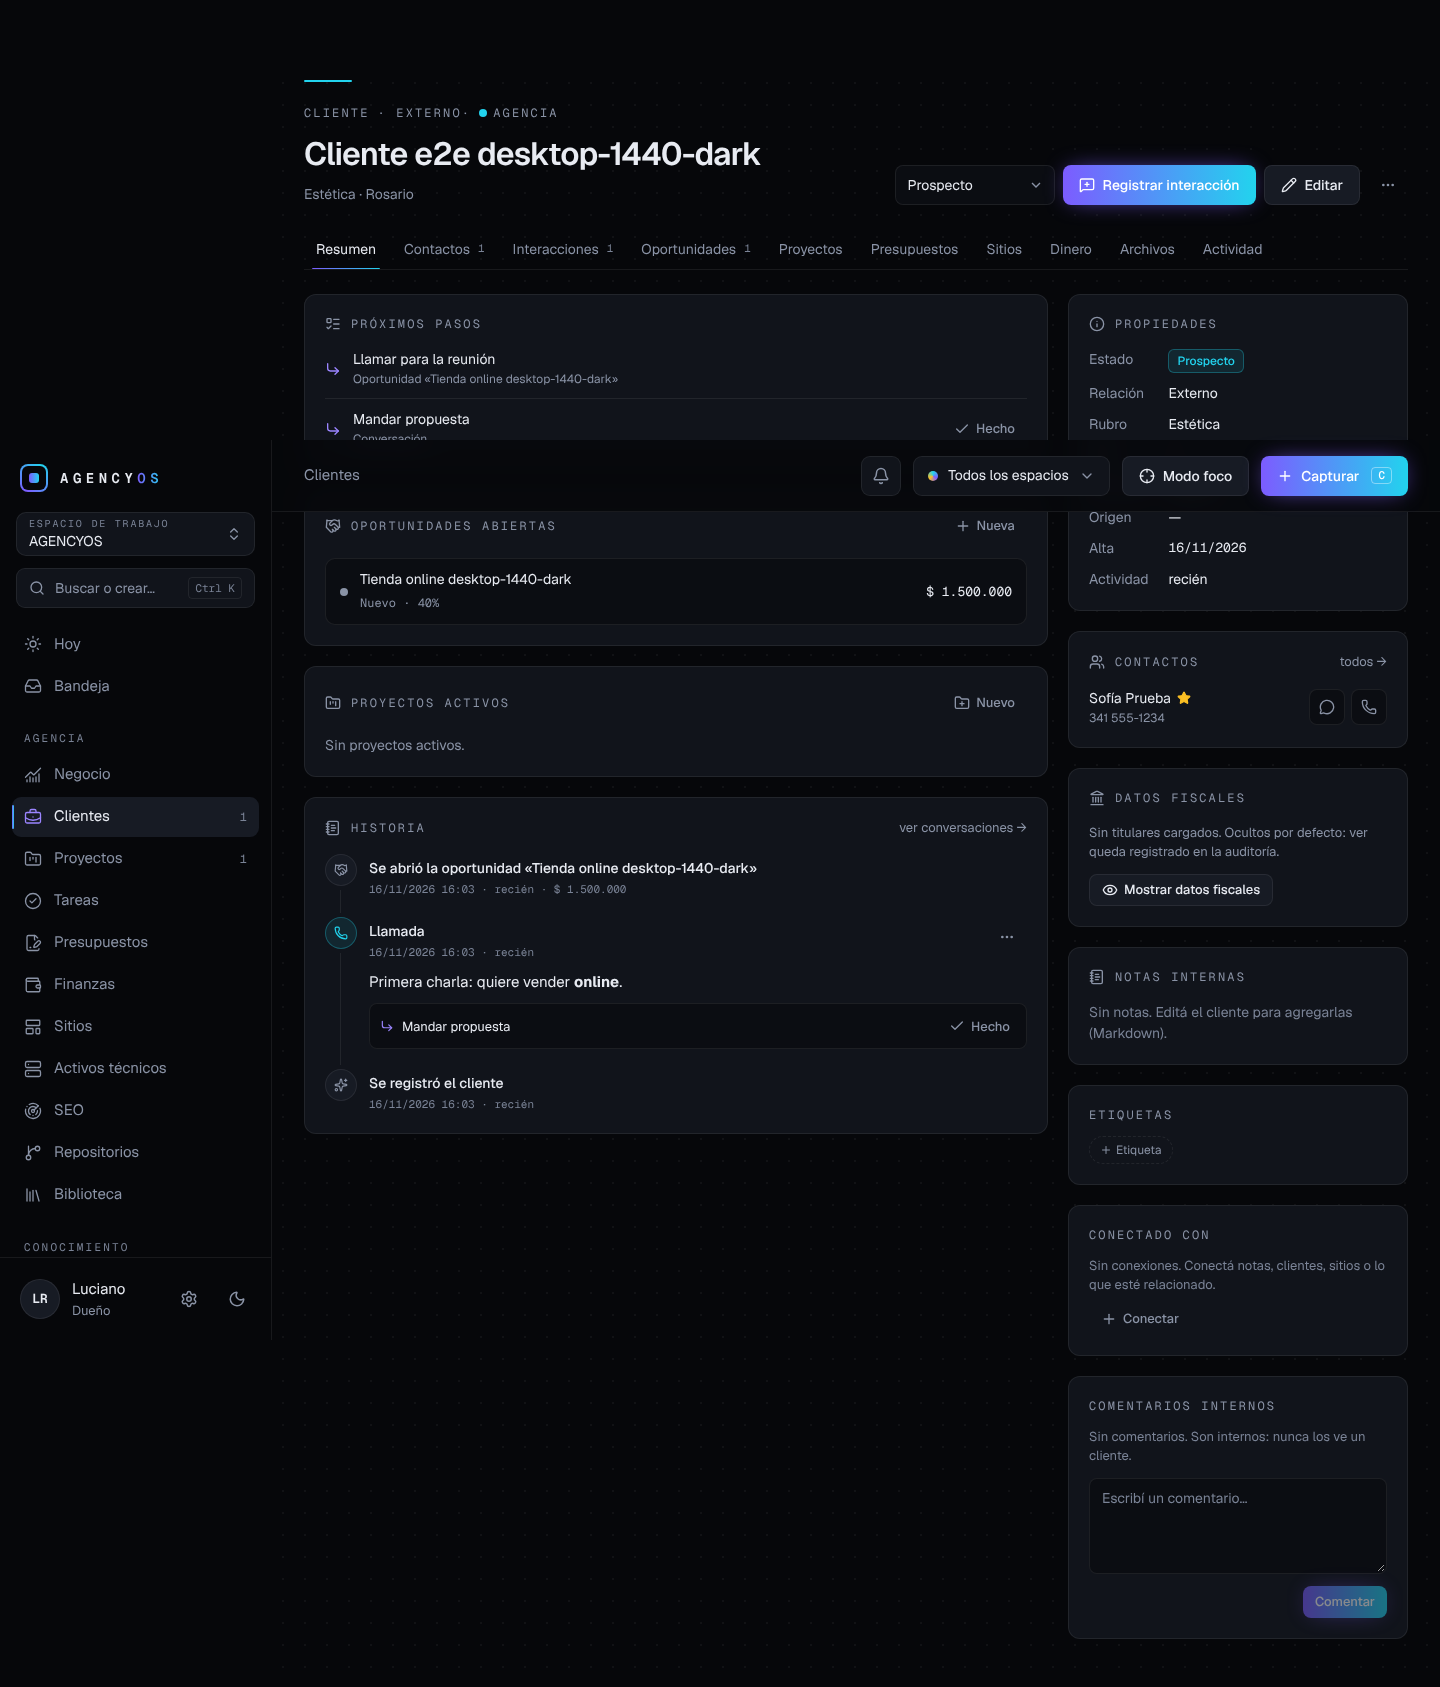 CLIENTE · EXTERNO · AGENCIA
Cliente e2e desktop-1440-dark
Estética · Rosario
Prospecto
Registrar interacción
Editar
Resumen
Contactos 1
Interacciones 1
Oportunidades 1
Proyectos
Presupuestos
Sitios
Dinero
Archivos
Actividad
PRÓXIMOS PASOS
Llamar para la reunión
Oportunidad «Tienda online desktop-1440-dark»
Mandar propuesta
Conversación
Hecho
PROPIEDADES
Estado Prospecto
Relación Externo
Rubro Estética
AGENCYOS
ESPACIO DE TRABAJO
AGENCYOS
Buscar o crear… Ctrl K
Hoy
Bandeja
AGENCIA
Negocio
Clientes 1
Proyectos 1
Tareas
Presupuestos
Finanzas
Sitios
Activos técnicos
SEO
Repositorios
Biblioteca
CONOCIMIENTO
LR
Luciano
Dueño
Clientes
Todos los espacios
Modo foco
Capturar C
OPORTUNIDADES ABIERTAS
Nueva
Tienda online desktop-1440-dark
Nuevo · 40%
$ 1.500.000
PROYECTOS ACTIVOS
Nuevo
Sin proyectos activos.
HISTORIA
ver conversaciones →
Se abrió la oportunidad «Tienda online desktop-1440-dark»
16/11/2026 16:03 · recién · $ 1.500.000
Llamada
16/11/2026 16:03 · recién
Primera charla: quiere vender online.
Mandar propuesta
Hecho
Se registró el cliente
16/11/2026 16:03 · recién
Origen —
Alta 16/11/2026
Actividad recién
CONTACTOS
todos →
Sofía Prueba
341 555-1234
DATOS FISCALES
Sin titulares cargados. Ocultos por defecto: ver
queda registrado en la auditoría.
Mostrar datos fiscales
NOTAS INTERNAS
Sin notas. Editá el cliente para agregarlas
(Markdown).
ETIQUETAS
+ Etiqueta
CONECTADO CON
Sin conexiones. Conectá notas, clientes, sitios o lo
que esté relacionado.
Conectar
COMENTARIOS INTERNOS
Sin comentarios. Son internos: nunca los ve un
cliente.
Escribí un comentario…
Comentar